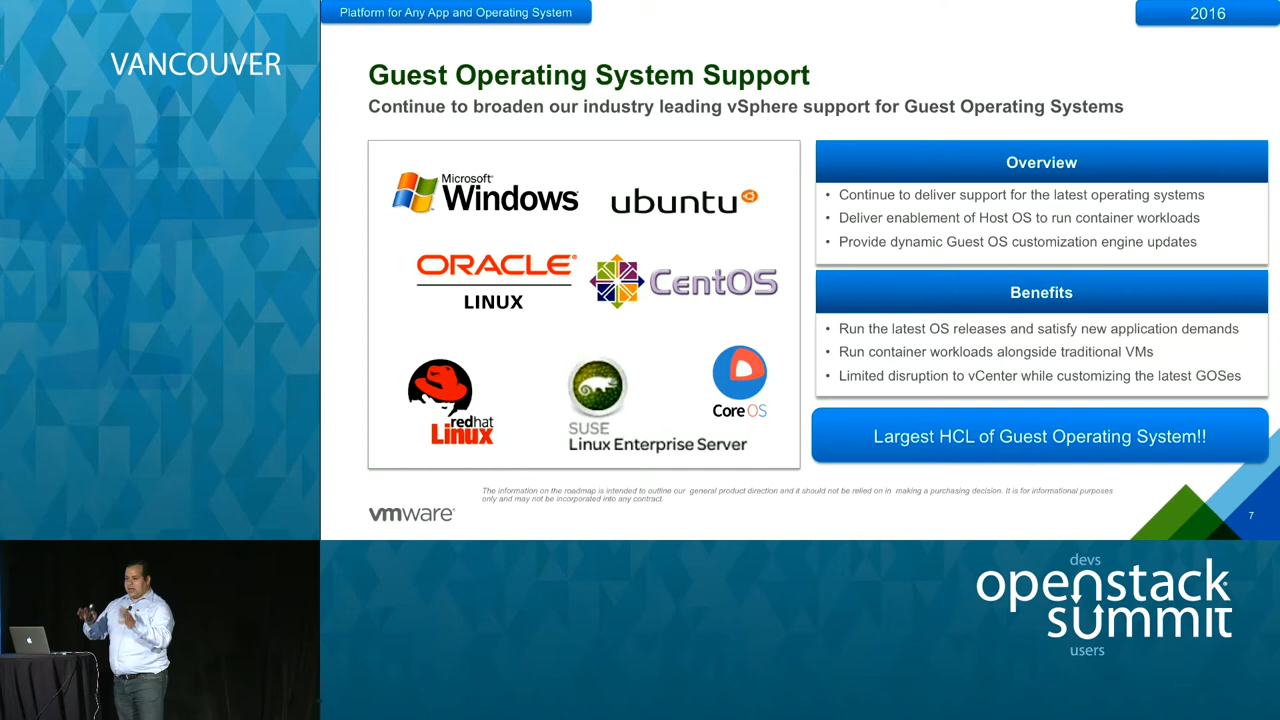 Platform for Any App and Operating System
2016
VANCOUVER
Guest Operating System Support
Continue to broaden our industry leading vSphere support for Guest Operating Systems
Microsoft
Windows
ubuntu
ORACLE
LINUX
CentOS
redhat
Linux
SUSE
Linux Enterprise Server
Core OS
Overview
• Continue to deliver support for the latest operating systems
• Deliver enablement of Host OS to run container workloads
• Provide dynamic Guest OS customization engine updates
Benefits
• Run the latest OS releases and satisfy new application demands
• Run container workloads alongside traditional VMs
• Limited disruption to vCenter while customizing the latest GOSes
Largest HCL of Guest Operating System!!
The information on the roadmap is intended to outline our general product direction and it should not be relied on in making a purchasing decision. It is for informational purposes
only and may not be incorporated into any contract.
vmware
7
devs
openstack
summit
users